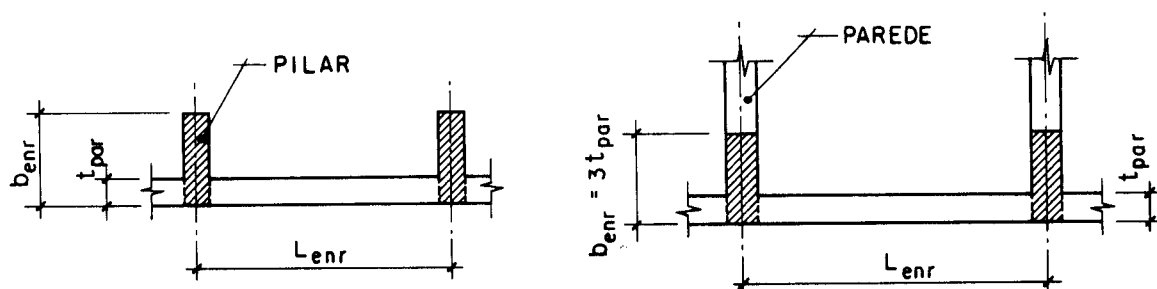 PILAR
b_enr
t_par
L_enr
PAREDE
b_enr = 3t_par
t_par
L_enr